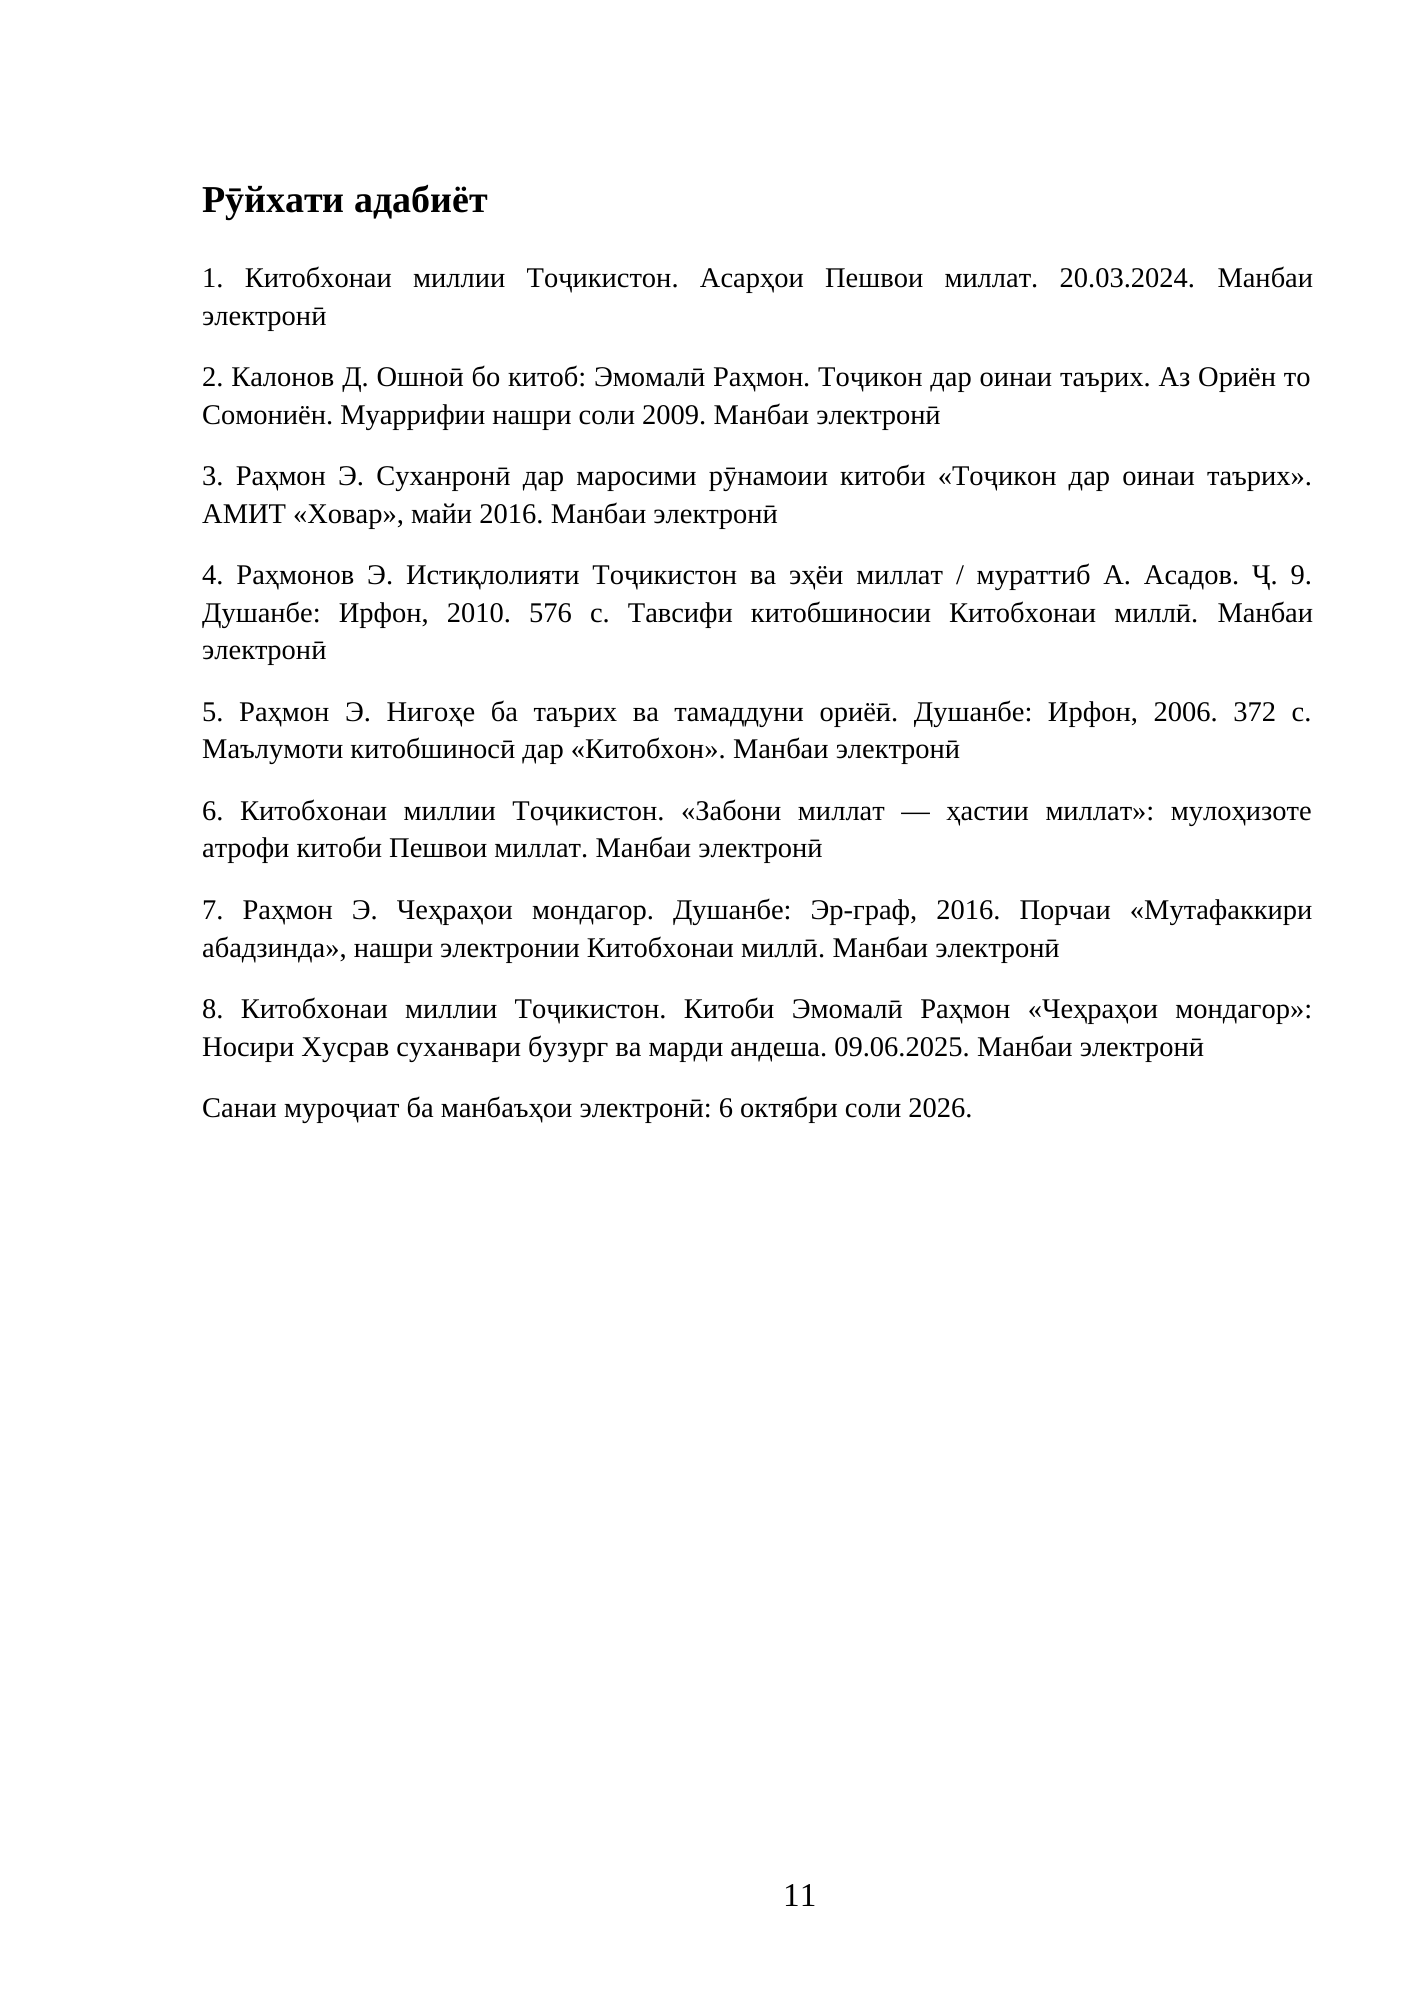 Рӯйхати адабиёт
1. Китобхонаи миллии Тоҷикистон. Асарҳои Пешвои миллат. 20.03.2024. Манбаи
электронӣ
2. Калонов Д. Ошноӣ бо китоб: Эмомалӣ Раҳмон. Тоҷикон дар оинаи таърих. Аз Ориён то
Сомониён. Муаррифии нашри соли 2009. Манбаи электронӣ
3. Раҳмон Э. Суханронӣ дар маросими рӯнамоии китоби «Тоҷикон дар оинаи таърих».
АМИТ «Ховар», майи 2016. Манбаи электронӣ
4. Раҳмонов Э. Истиқлолияти Тоҷикистон ва эҳёи миллат / мураттиб А. Асадов. Ҷ. 9.
Душанбе: Ирфон, 2010. 576 с. Тавсифи китобшиносии Китобхонаи миллӣ. Манбаи
электронӣ
5. Раҳмон Э. Нигоҳе ба таърих ва тамаддуни ориёӣ. Душанбе: Ирфон, 2006. 372 с.
Маълумоти китобшиносӣ дар «Китобхон». Манбаи электронӣ
6. Китобхонаи миллии Тоҷикистон. «Забони миллат — ҳастии миллат»: мулоҳизоте
атрофи китоби Пешвои миллат. Манбаи электронӣ
7. Раҳмон Э. Чеҳраҳои мондагор. Душанбе: Эр-граф, 2016. Порчаи «Мутафаккири
абадзинда», нашри электронии Китобхонаи миллӣ. Манбаи электронӣ
8. Китобхонаи миллии Тоҷикистон. Китоби Эмомалӣ Раҳмон «Чеҳраҳои мондагор»:
Носири Хусрав суханвари бузург ва марди андеша. 09.06.2025. Манбаи электронӣ
Санаи муроҷиат ба манбаъҳои электронӣ: 6 октябри соли 2026.
11